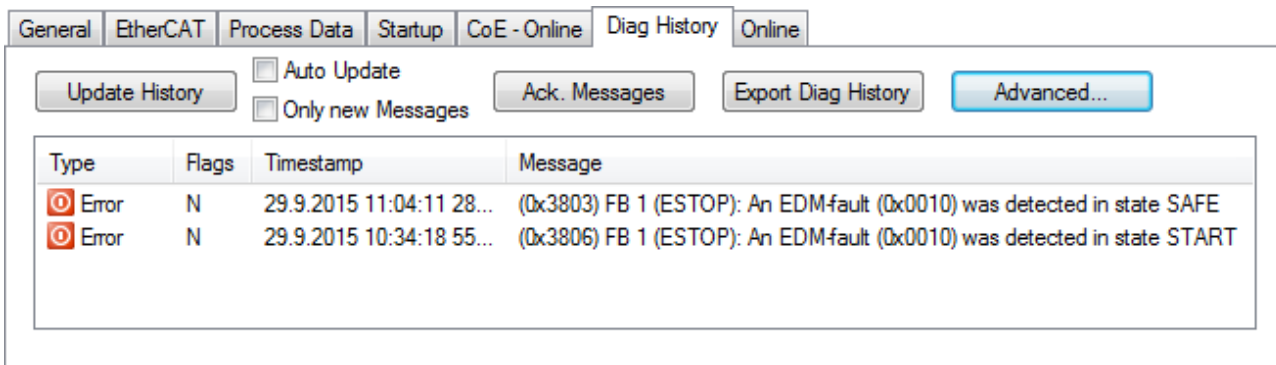 General EtherCAT Process Data Startup CoE - Online Diag History Online
Update History Auto Update Only new Messages Ack. Messages Export Diag History Advanced...
Type Flags Timestamp Message
Error N 29.9.2015 11:04:11 28... (0x3803) FB 1 (ESTOP): An EDM-fault (0x0010) was detected in state SAFE
Error N 29.9.2015 10:34:18 55... (0x3806) FB 1 (ESTOP): An EDM-fault (0x0010) was detected in state START